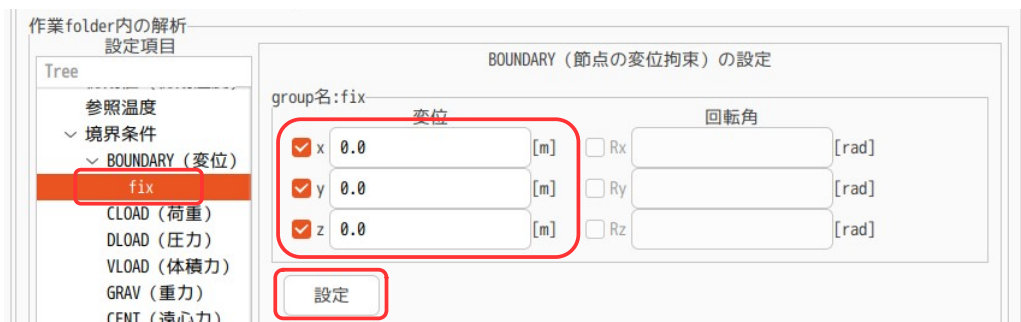 作業folder内の解析
設定項目
Tree
参照温度
境界条件
BOUNDARY (変位)
fix
CLOAD (荷重)
DLOAD (圧力)
VLOAD (体積力)
GRAV (重力)
CENT (遠心力)
BOUNDARY (節点の変位拘束) の設定
group名:fix
変位 回転角
x 0.0 [m] Rx [rad]
y 0.0 [m] Ry [rad]
z 0.0 [m] Rz [rad]
設定